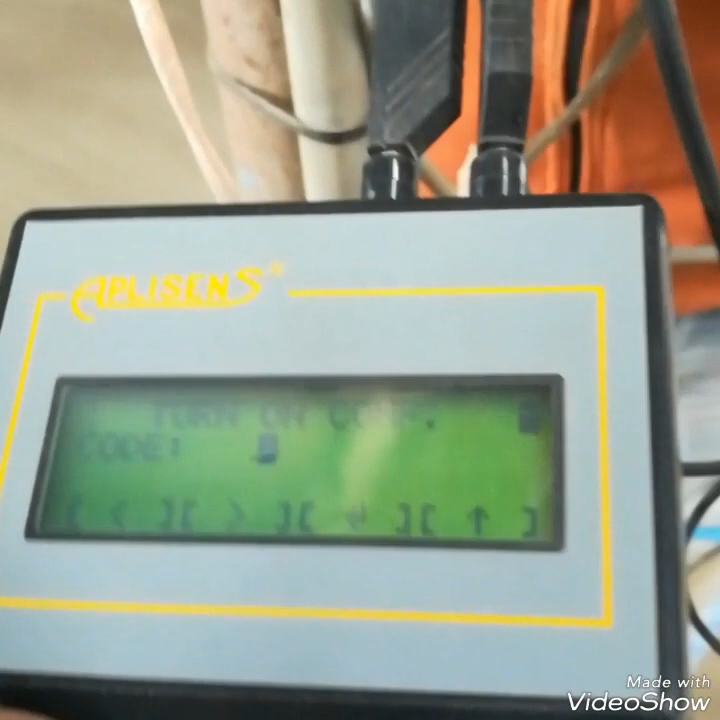 APLISENS®
TURN ON COMM.
CODE:
[ < ][ > ][ ↵ ][ ↑ ]
Made with
VideoShow